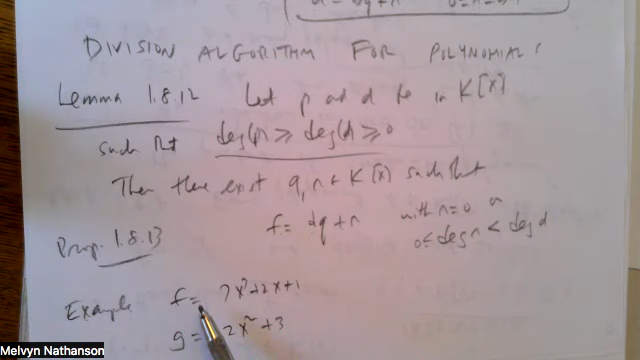 DIVISION ALGORITHM FOR POLYNOMIALS
Lemma 1.8.12 Let p and d be in K[x]
such that deg(p) ≥ deg(d) ≥ 0
Then there exist q, r ∈ K[x] such that
f = dq + r with r = 0 or
Prop. 1.8.13 0 ≤ deg r < deg d
Example f = 7x³+2x+1
g = 2x² + 3
Melvyn Nathanson